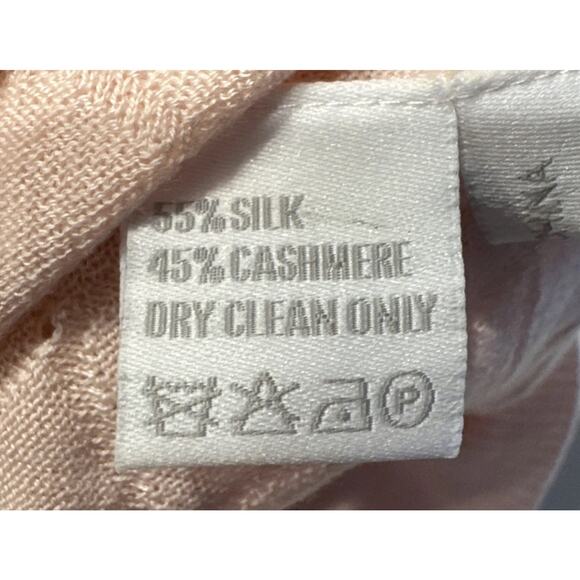 55% SILK
45% CASHMERE
DRY CLEAN ONLY
P